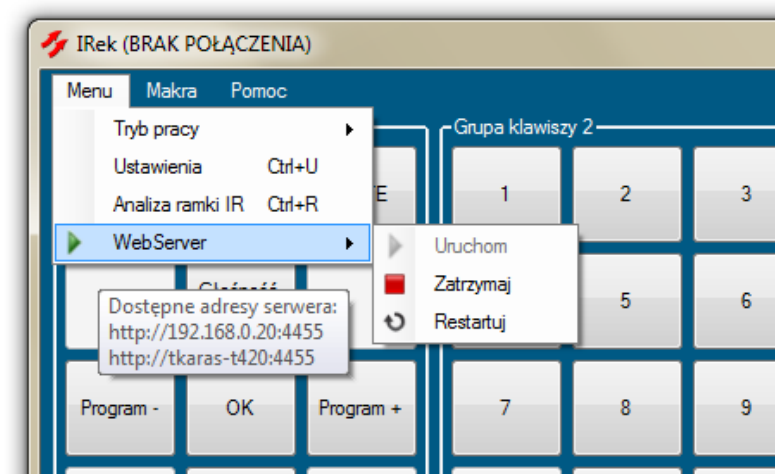 IRek (BRAK POŁĄCZENIA)
Menu Makra Pomoc
Tryb pracy
Ustawienia Ctrl+U
Analiza ramki IR Ctrl+R
WebServer
Uruchom
Zatrzymaj
Restartuj
Dostępne adresy serwera:
http://192.168.0.20:4455
http://tkaras-t420:4455
Grupa klawiszy 2
1 2 3
5 6
Program - OK Program + 7 8 9